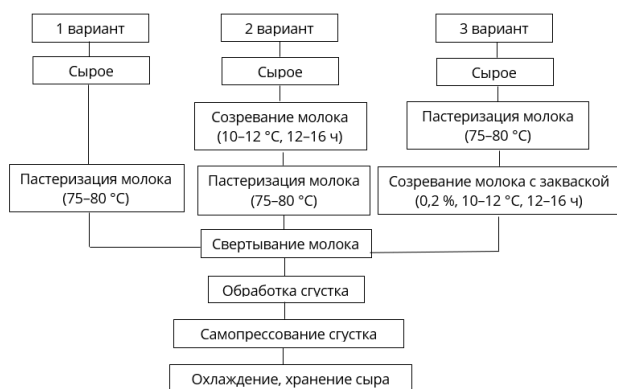 1 вариант
2 вариант
3 вариант
Сырое
Сырое
Сырое
Созревание молока
(10–12 °C, 12–16 ч)
Пастеризация молока
(75–80 °C)
Пастеризация молока
(75–80 °C)
Пастеризация молока
(75–80 °C)
Созревание молока с закваской
(0,2 %, 10–12 °C, 12–16 ч)
Свертывание молока
Обработка сгустка
Самопрессование сгустка
Охлаждение, хранение сыра